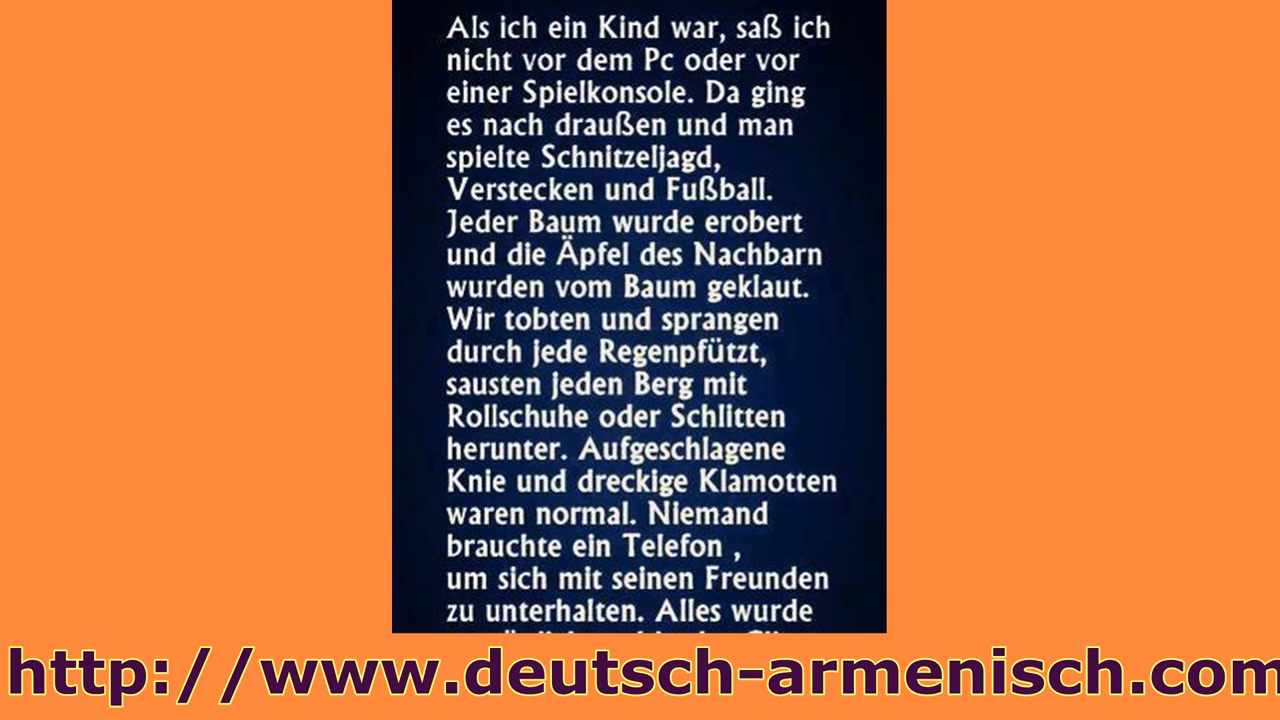 Als ich ein Kind war, saß ich
nicht vor dem Pc oder vor
einer Spielkonsole. Da ging
es nach draußen und man
spielte Schnitzeljagd,
Verstecken und Fußball.
Jeder Baum wurde erobert
und die Äpfel des Nachbarn
wurden vom Baum geklaut.
Wir tobten und sprangen
durch jede Regenpfützt,
sausten jeden Berg mit
Rollschuhe oder Schlitten
herunter. Aufgeschlagene
Knie und dreckige Klamotten
waren normal. Niemand
brauchte ein Telefon ,
um sich mit seinen Freunden
zu unterhalten. Alles wurde
http://www.deutsch-armenisch.com